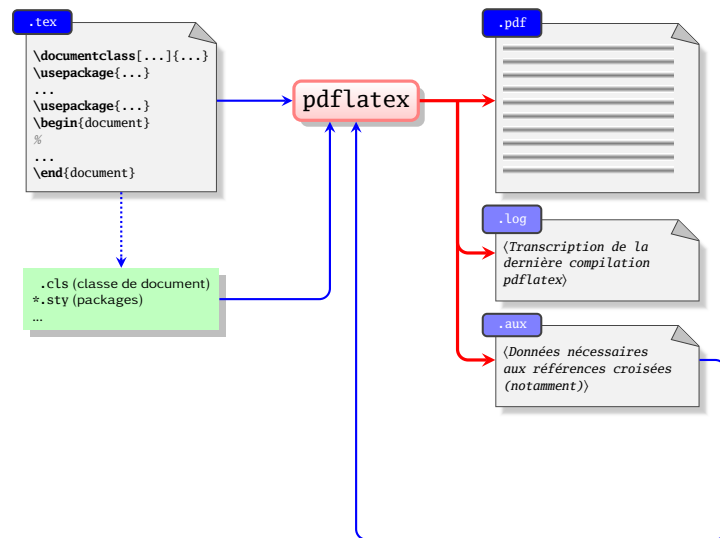 .tex
\documentclass[...]{...}
\usepackage{...}
...
\usepackage{...}
\begin{document}
%
...
\end{document}
.cls (classe de document)
*.sty (packages)
...
pdflatex
.pdf
.log
⟨Transcription de la
dernière compilation
pdflatex⟩
.aux
⟨Données nécessaires
aux références croisées
(notamment)⟩